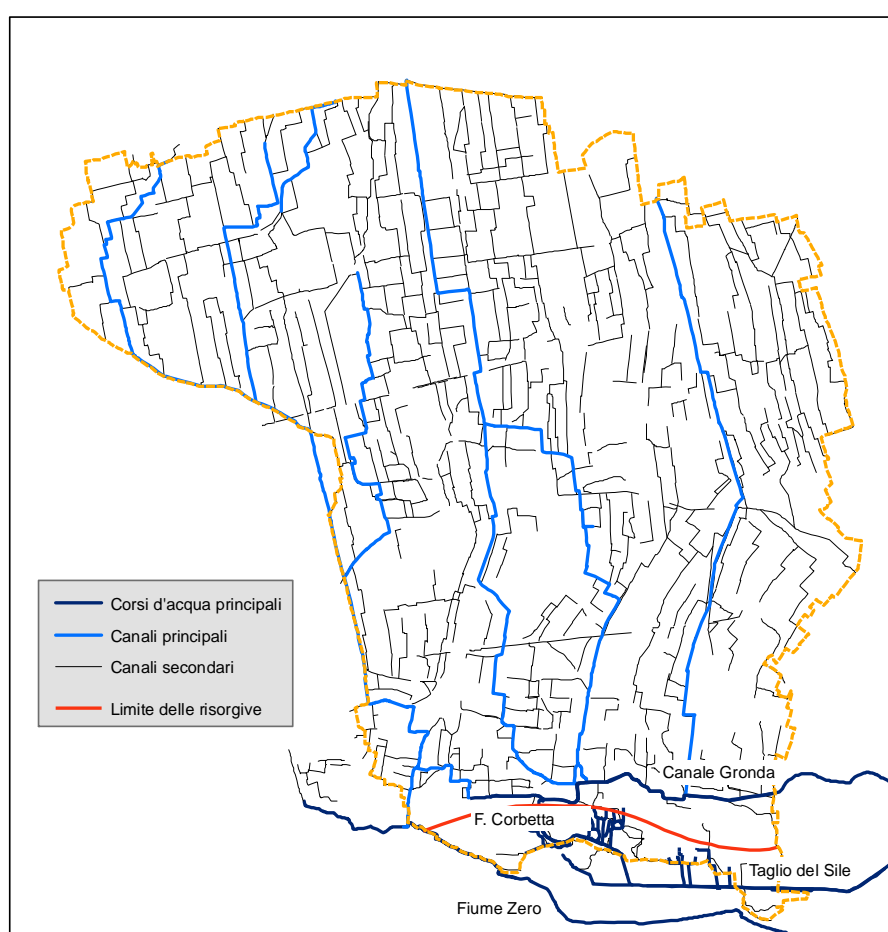 Corsi d'acqua principali
Canali principali
Canali secondari
Limite delle risorgive
Canale Gronda
F. Corbetta
Taglio del Sile
Fiume Zero